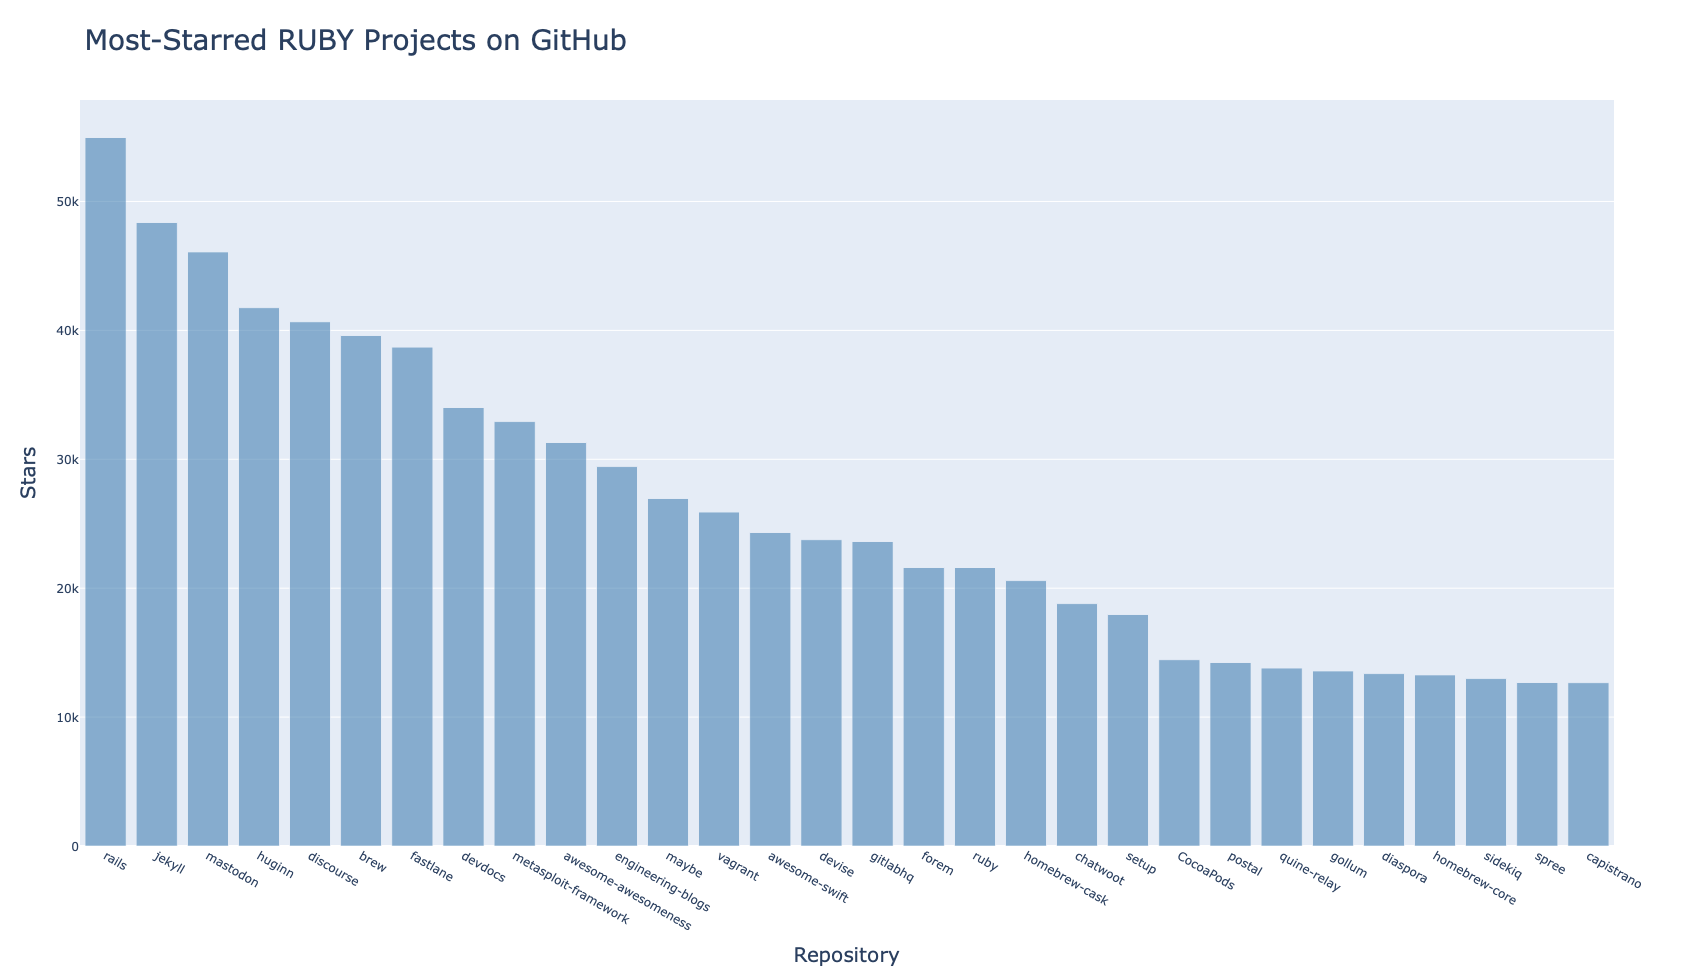 Most-Starred RUBY Projects on GitHub
50k
40k
30k
20k
10k
0
Stars
rails
jekyll
mastodon
huginn
discourse
brew
fastlane
devdocs
metasploit-framework
awesome-awesomeness
engineering-blogs
maybe
vagrant
awesome-swift
devise
gitlabhq
forem
ruby
homebrew-cask
chatwoot
setup
CocoaPods
postal
quine-relay
gollum
diaspora
homebrew-core
sidekiq
spree
capistrano
Repository